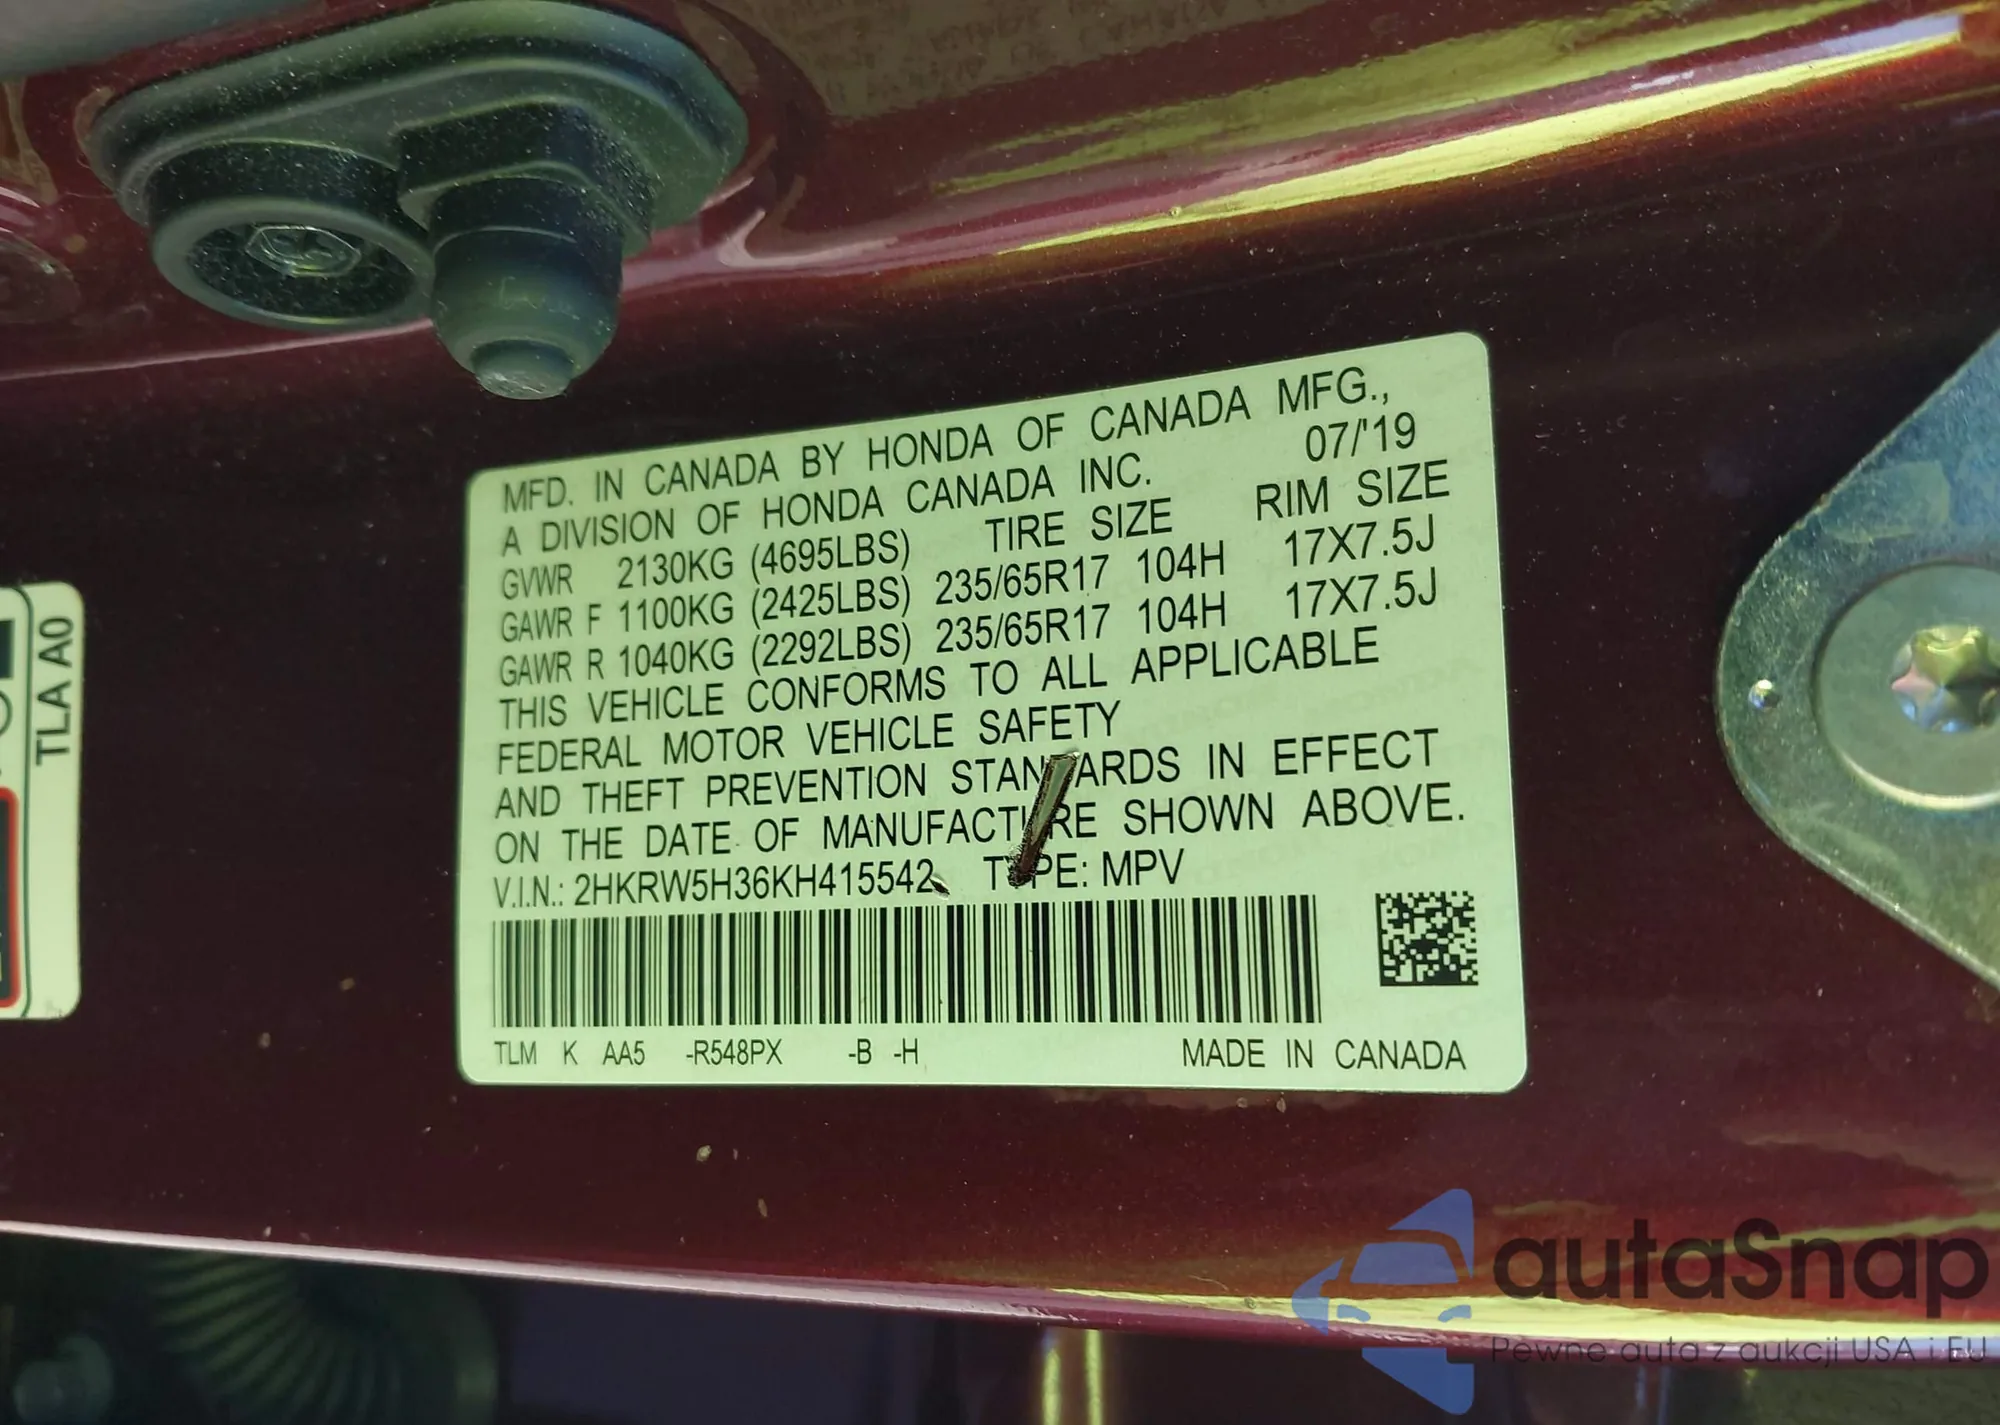 MFD. IN CANADA BY HONDA OF CANADA MFG.,
A DIVISION OF HONDA CANADA INC. 07/'19
GVWR 2130KG (4695LBS) TIRE SIZE RIM SIZE
GAWR F 1100KG (2425LBS) 235/65R17 104H 17X7.5J
GAWR R 1040KG (2292LBS) 235/65R17 104H 17X7.5J
THIS VEHICLE CONFORMS TO ALL APPLICABLE
FEDERAL MOTOR VEHICLE SAFETY
AND THEFT PREVENTION STANDARDS IN EFFECT
ON THE DATE OF MANUFACTURE SHOWN ABOVE.
V.I.N.: 2HKRW5H36KH415542 TYPE: MPV
TLM K AA5 -R548PX -B -H MADE IN CANADA
TLA A0
autaSnap
Pewne auta z aukcji USA i EU